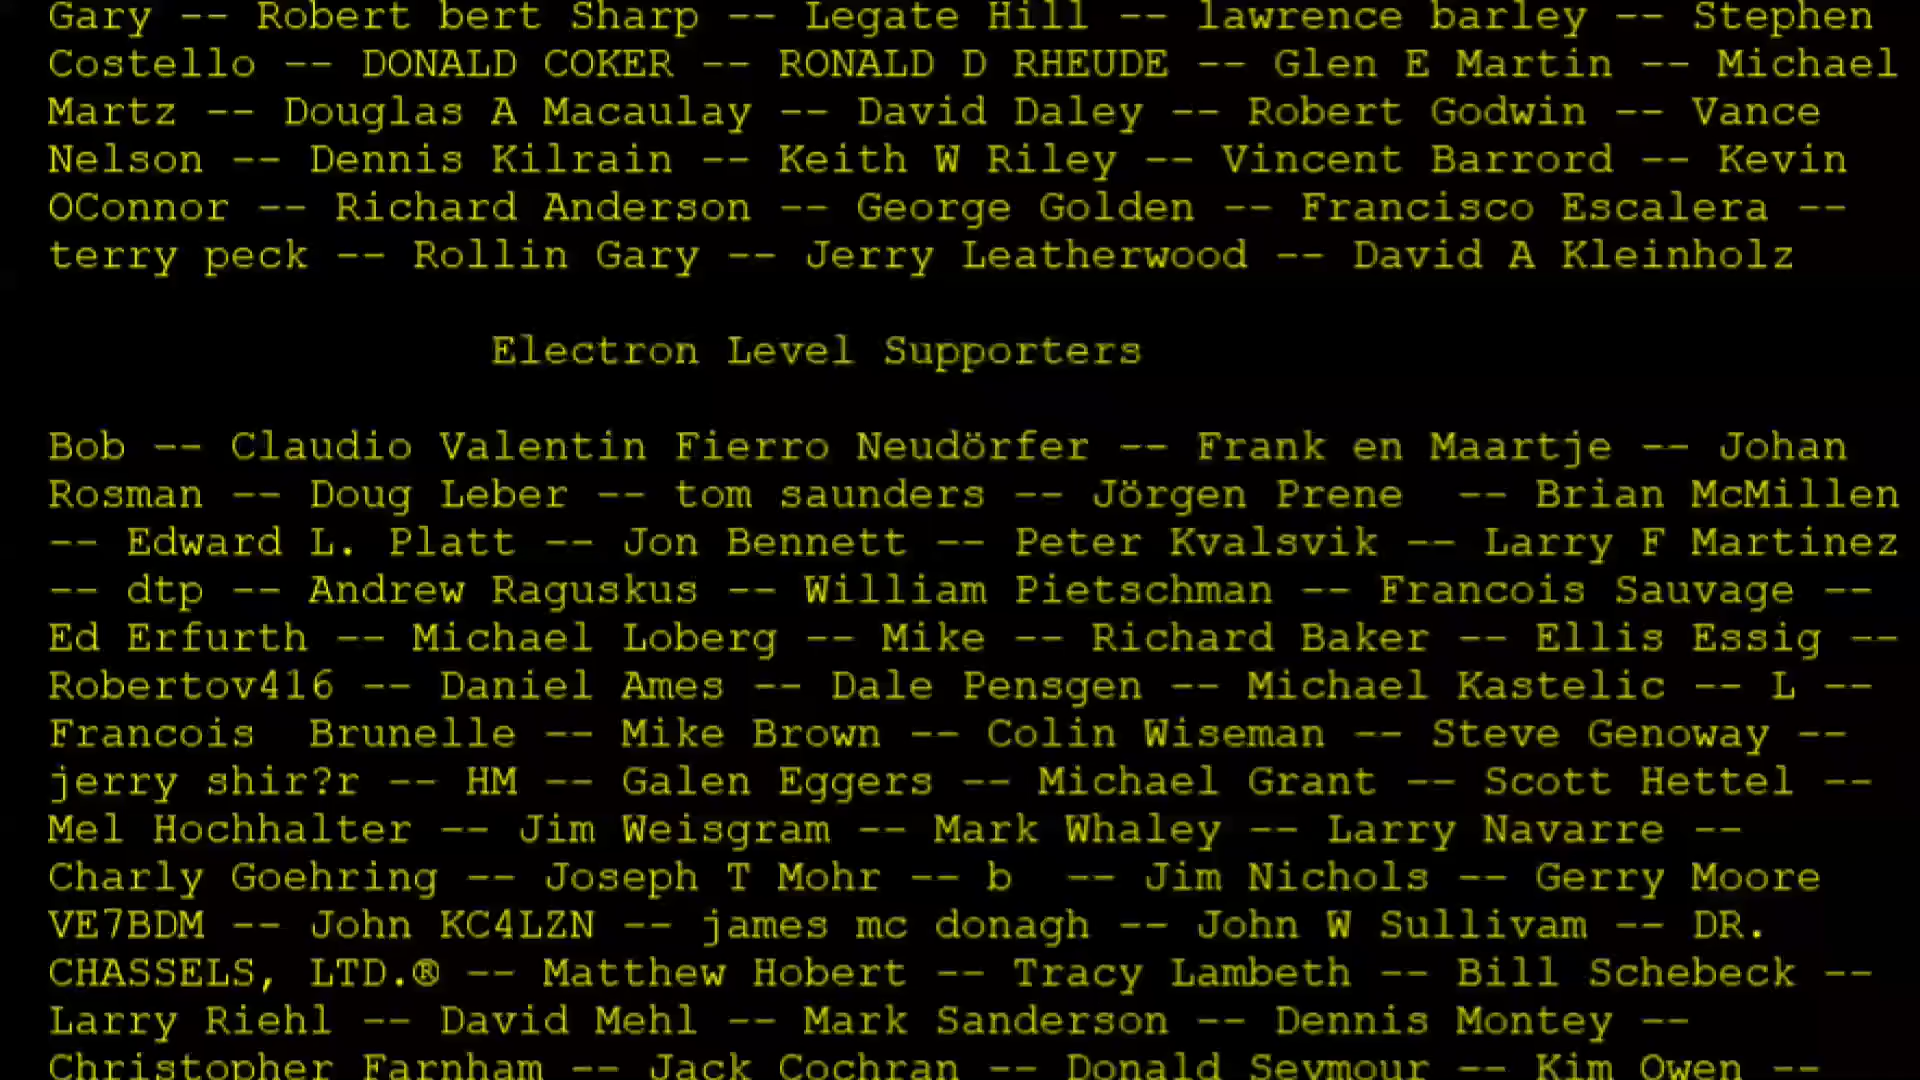 Gary -- Robert bert Sharp -- Legate Hill -- lawrence barley -- Stephen
Costello -- DONALD COKER -- RONALD D RHEUDE -- Glen E Martin -- Michael
Martz -- Douglas A Macaulay -- David Daley -- Robert Godwin -- Vance
Nelson -- Dennis Kilrain -- Keith W Riley -- Vincent Barrord -- Kevin
OConnor -- Richard Anderson -- George Golden -- Francisco Escalera --
terry peck -- Rollin Gary -- Jerry Leatherwood -- David A Kleinholz
Electron Level Supporters
Bob -- Claudio Valentin Fierro Neudörfer -- Frank en Maartje -- Johan
Rosman -- Doug Leber -- tom saunders -- Jörgen Prene  -- Brian McMillen
-- Edward L. Platt -- Jon Bennett -- Peter Kvalsvik -- Larry F Martinez
-- dtp -- Andrew Raguskus -- William Pietschman -- Francois Sauvage --
Ed Erfurth -- Michael Loberg -- Mike -- Richard Baker -- Ellis Essig --
Robertov416 -- Daniel Ames -- Dale Pensgen -- Michael Kastelic -- L --
Francois  Brunelle -- Mike Brown -- Colin Wiseman -- Steve Genoway --
jerry shir?r -- HM -- Galen Eggers -- Michael Grant -- Scott Hettel --
Mel Hochhalter -- Jim Weisgram -- Mark Whaley -- Larry Navarre --
Charly Goehring -- Joseph T Mohr -- b  -- Jim Nichols -- Gerry Moore
VE7BDM -- John KC4LZN -- james mc donagh -- John W Sullivam -- DR.
CHASSELS, LTD.® -- Matthew Hobert -- Tracy Lambeth -- Bill Schebeck --
Larry Riehl -- David Mehl -- Mark Sanderson -- Dennis Montey --
Christopher Farnham -- Jack Cochran -- Donald Seymour -- Kim Owen --